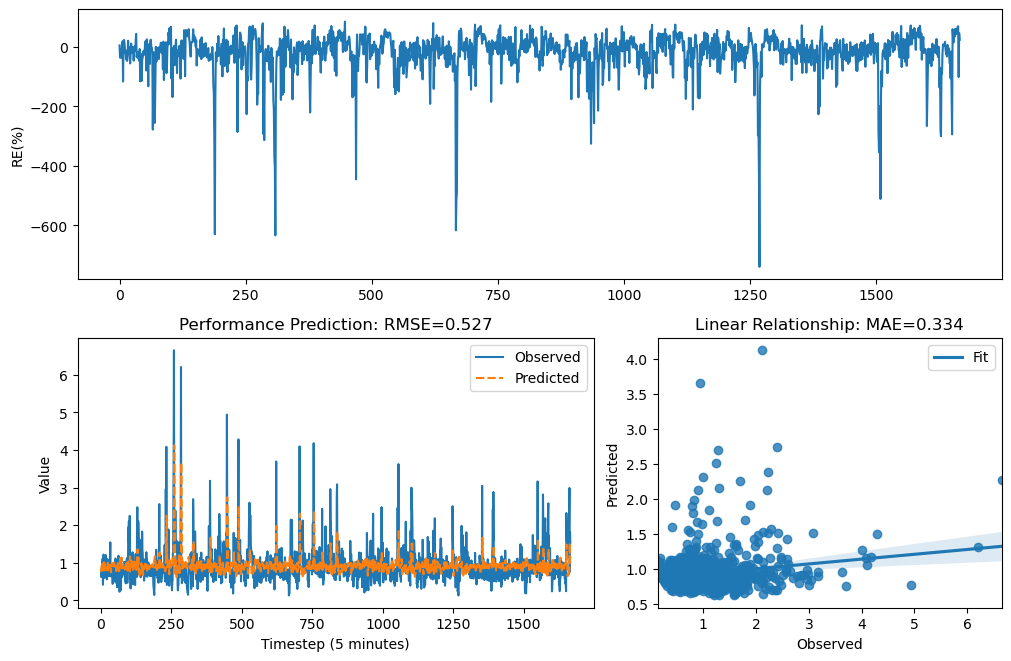 RE(%)
0
−200
−400
−600
0 250 500 750 1000 1250 1500
Performance Prediction: RMSE=0.527
Value
6
5
4
3
2
1
0
Observed
Predicted
0 250 500 750 1000 1250 1500
Timestep (5 minutes)
Linear Relationship: MAE=0.334
Predicted
4.0
3.5
3.0
2.5
2.0
1.5
1.0
0.5
Fit
1 2 3 4 5 6
Observed